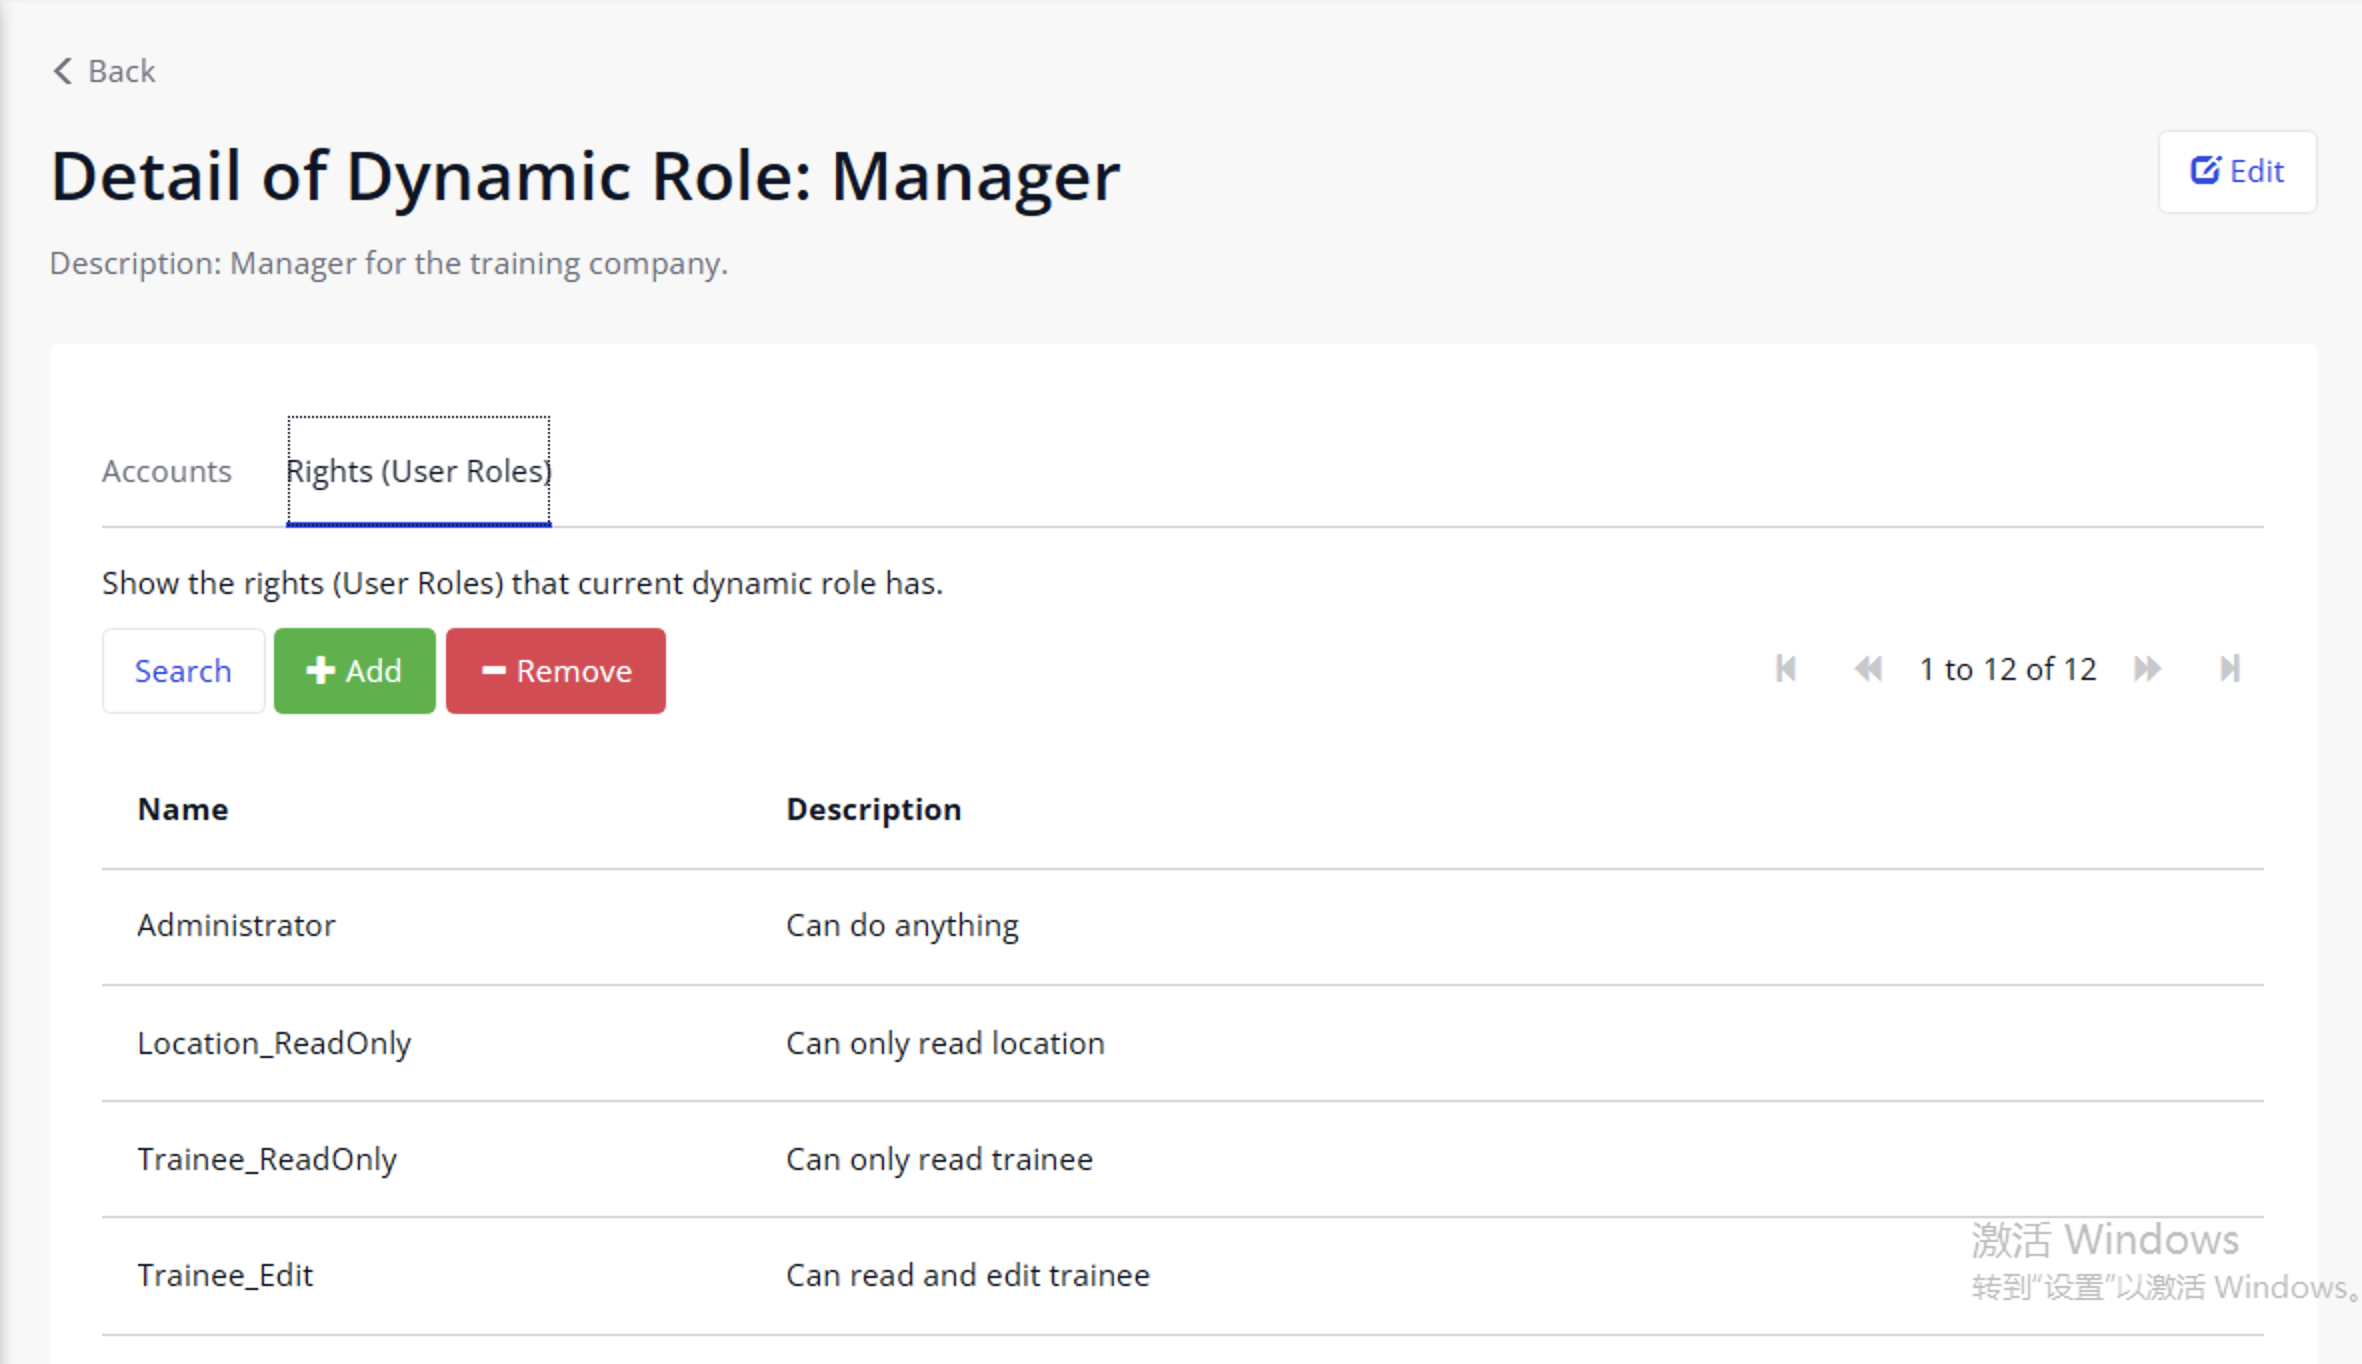 Back
Detail of Dynamic Role: Manager
Edit
Description: Manager for the training company.
Accounts
Rights (User Roles)
Show the rights (User Roles) that current dynamic role has.
Search
Add
Remove
1 to 12 of 12
Name Description
Administrator Can do anything
Location_ReadOnly Can only read location
Trainee_ReadOnly Can only read trainee
Trainee_Edit Can read and edit trainee
激活 Windows
转到“设置”以激活 Windows。